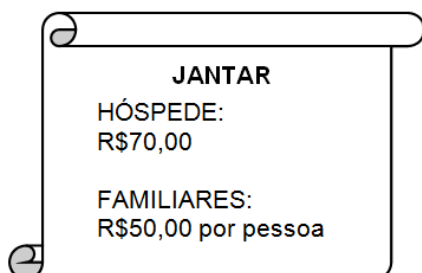 JANTAR
HÓSPEDE:
R$70,00
FAMILIARES:
R$50,00 por pessoa